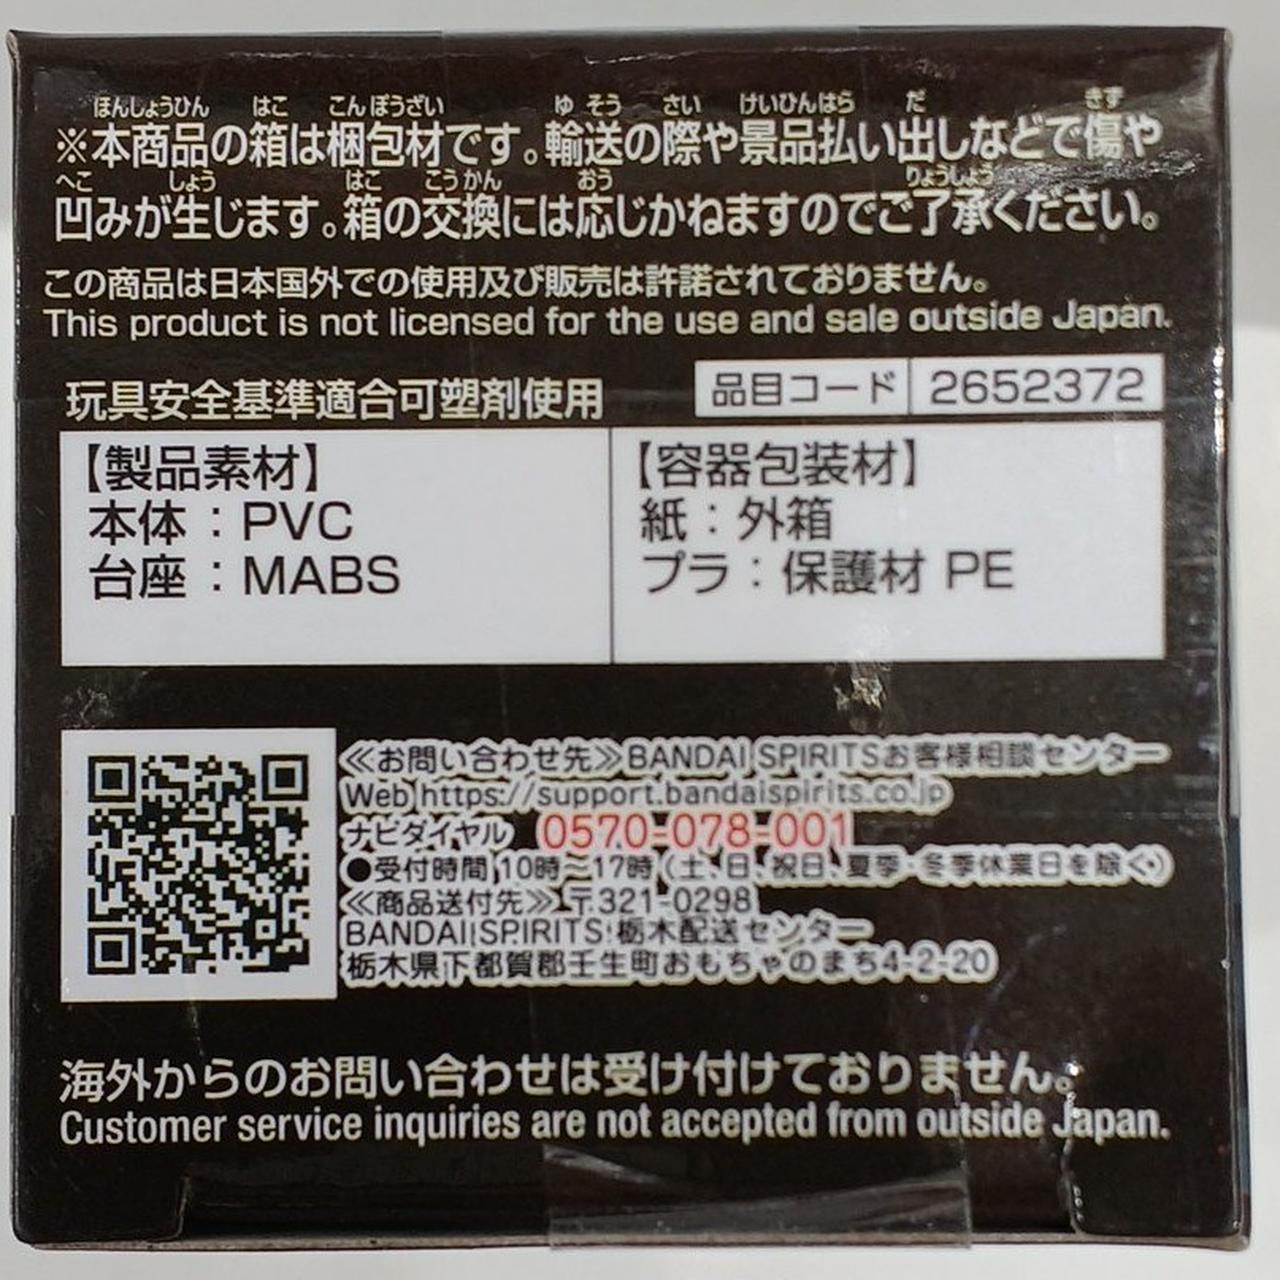 ほんしょうひん はこ こんぽうざい ゆ そう さい けいひんはら だ きず
※本商品の箱は梱包材です。輸送の際や景品払い出しなどで傷や
へこ しょう はこ こうかん おう りょうしょう
凹みが生じます。箱の交換には応じかねますのでご了承ください。
この商品は日本国外での使用及び販売は許諾されておりません。
This product is not licensed for the use and sale outside Japan.
玩具安全基準適合可塑剤使用
品目コード 2652372
【製品素材】
本体：PVC
台座：MABS
【容器包装材】
紙：外箱
プラ：保護材 PE
≪お問い合わせ先≫BANDAI SPIRITSお客様相談センター
Web https://support.bandaispirits.co.jp
ナビダイヤル 0570-078-001
●受付時間 10時～17時（土、日、祝日、夏季・冬季休業日を除く）
≪商品送付先≫〒321-0298
BANDAI SPIRITS 栃木配送センター
栃木県下都賀郡壬生町おもちゃのまち4-2-20
海外からのお問い合わせは受け付けておりません。
Customer service inquiries are not accepted from outside Japan.